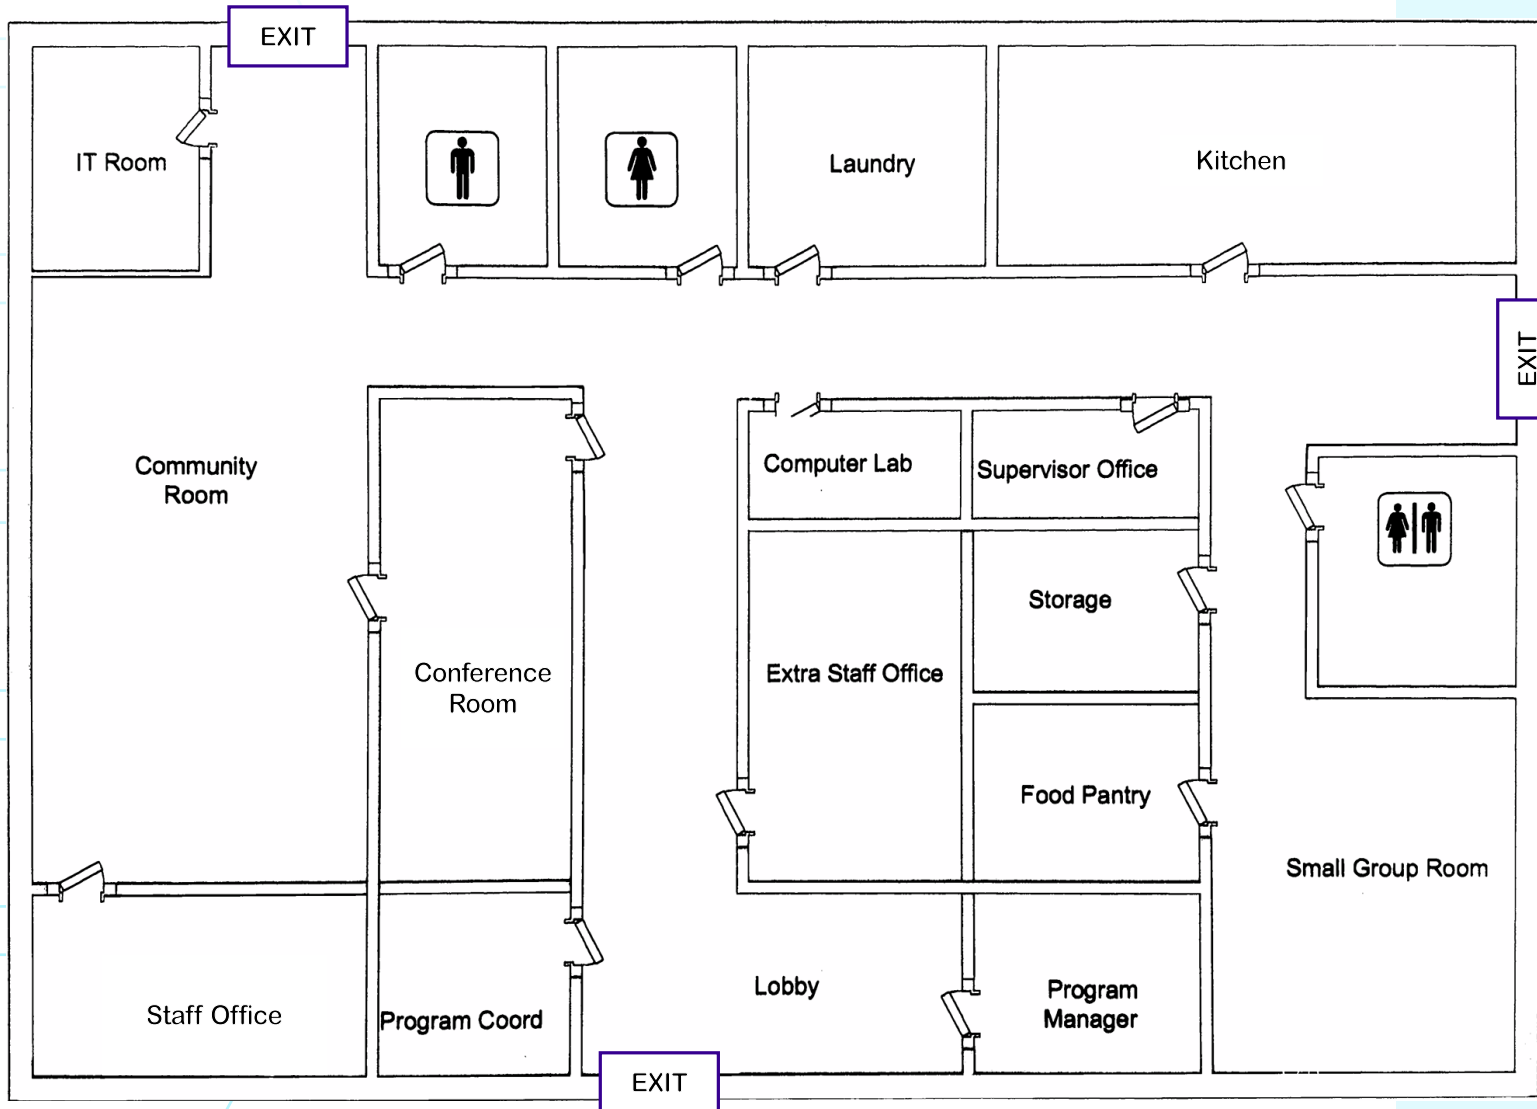 EXIT
IT Room
Laundry
Kitchen
EXIT
Community
Room
Computer Lab
Supervisor Office
Storage
Conference
Room
Extra Staff Office
Food Pantry
Small Group Room
Staff Office
Program Coord
Lobby
Program
Manager
EXIT